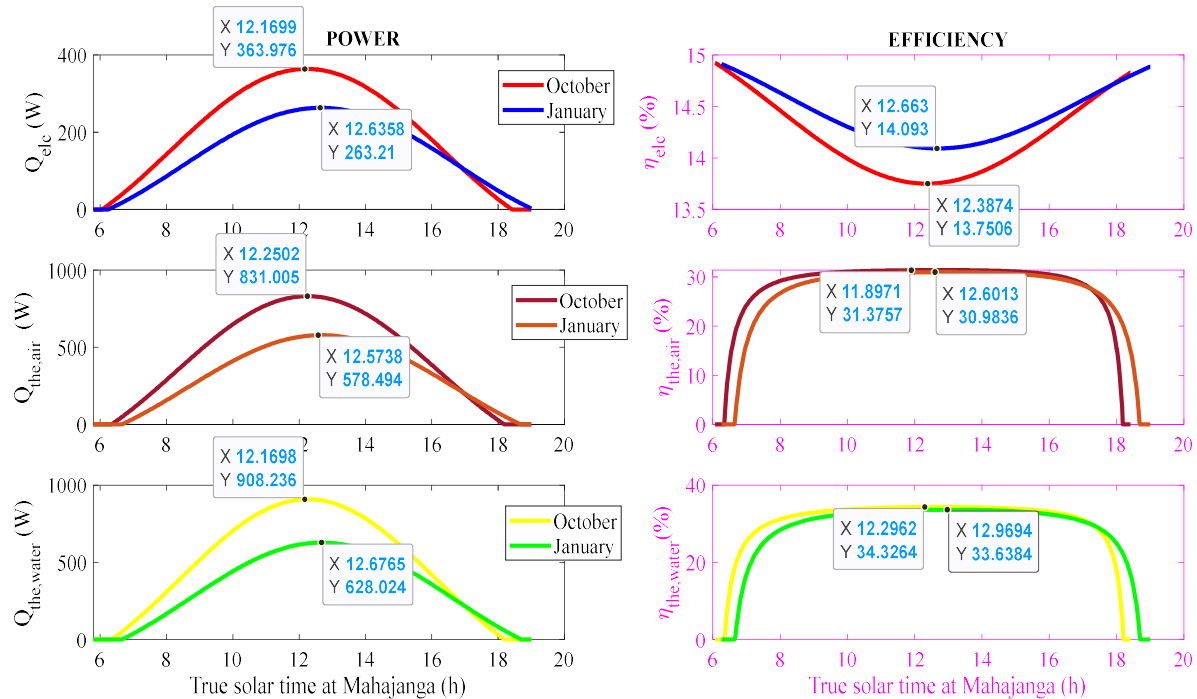 POWER
X 12.1699
Y 363.976
400
200
0
Q_elc (W)
October
January
X 12.6358
Y 263.21
6 8 10 12 14 16 18 20
EFFICIENCY
15
14.5
14
13.5
η_elc (%)
X 12.663
Y 14.093
X 12.3874
Y 13.7506
6 8 10 12 14 16 18 20
X 12.2502
Y 831.005
1000
500
0
Q_the,air (W)
October
January
X 12.5738
Y 578.494
6 8 10 12 14 16 18 20
30
20
10
0
η_the,air (%)
X 11.8971
Y 31.3757
X 12.6013
Y 30.9836
6 8 10 12 14 16 18 20
X 12.1698
Y 908.236
1000
500
0
Q_the,water (W)
October
January
X 12.6765
Y 628.024
6 8 10 12 14 16 18 20
True solar time at Mahajanga (h)
40
20
0
η_the,water (%)
X 12.2962
Y 34.3264
X 12.9694
Y 33.6384
6 8 10 12 14 16 18 20
True solar time at Mahajanga (h)